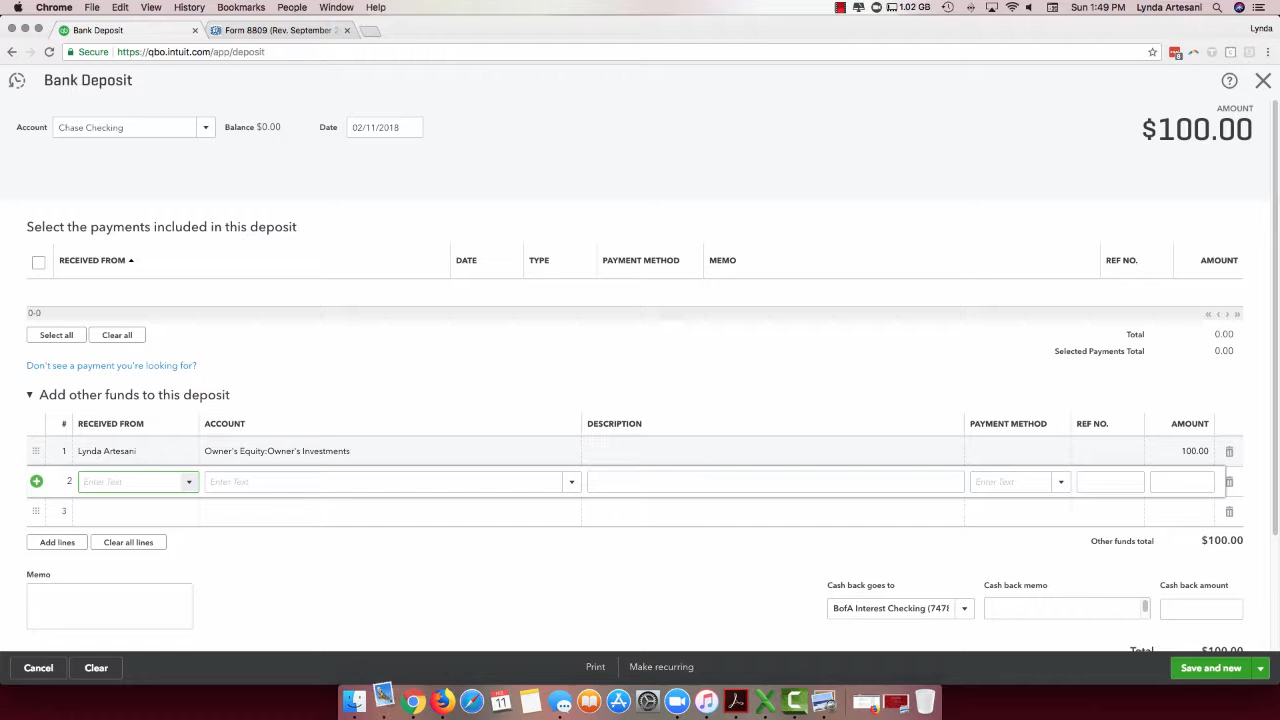 Chrome File Edit View History Bookmarks People Window Help 1.02 GB Sun 1:49 PM Lynda Artesani
Bank Deposit Form 8809 (Rev. September 2 Lynda
Secure https://qbo.intuit.com/app/deposit
Bank Deposit
AMOUNT
$100.00
Account Chase Checking Balance $0.00 Date 02/11/2018
Select the payments included in this deposit
RECEIVED FROM DATE TYPE PAYMENT METHOD MEMO REF NO. AMOUNT
0-0
Select all Clear all
Total 0.00
Selected Payments Total 0.00
Don't see a payment you're looking for?
Add other funds to this deposit
# RECEIVED FROM ACCOUNT DESCRIPTION PAYMENT METHOD REF NO. AMOUNT
1 Lynda Artesani Owner's Equity:Owner's Investments 100.00
2 Enter Text Enter Text Enter Text
3
Add lines Clear all lines Other funds total $100.00
Memo
Cash back goes to Cash back memo Cash back amount
BofA Interest Checking (7478
Total $100.00
Cancel Clear Print Make recurring Save and new
11